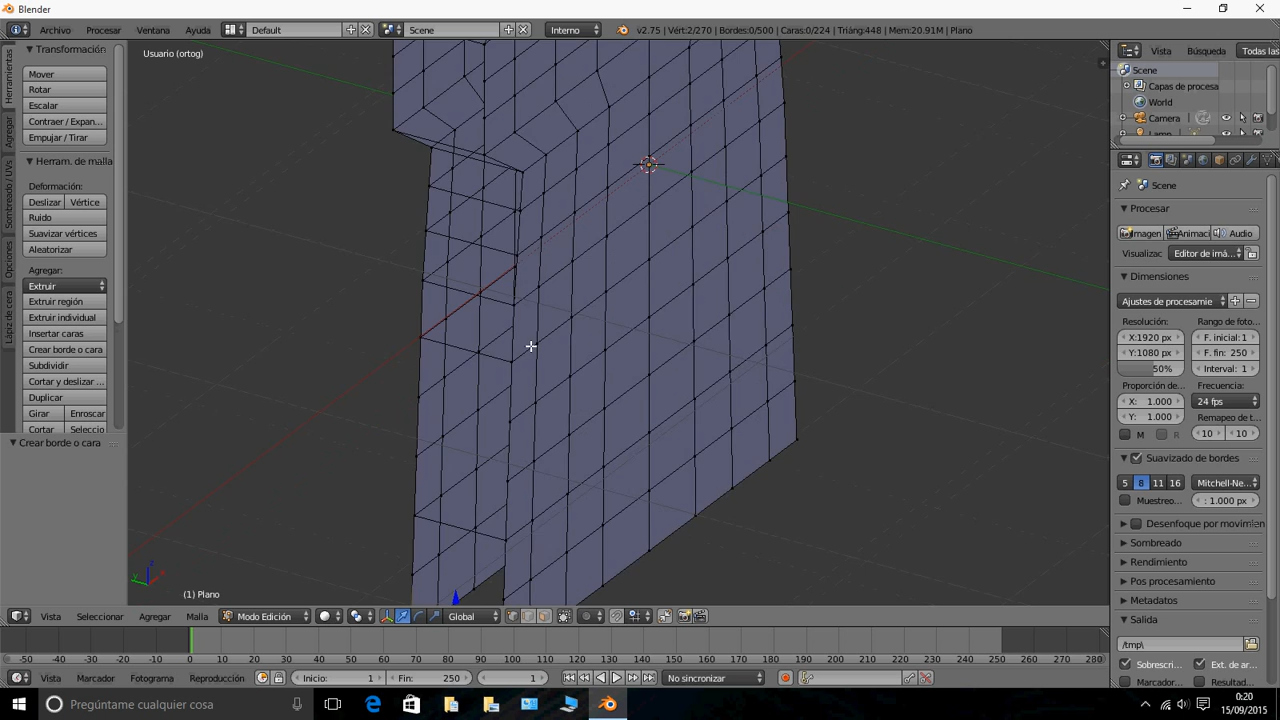 Blender
Archivo Procesar Ventana Ayuda Default Scene Interno v2.75 | Vért:2/270 | Bordes:0/500 | Caras:0/224 | Triáng:448 | Mem:20.91M | Plano
Herramientas
Agregar
Sombreado / UVs
Opciones
Lápiz de cera
Transformación
Mover
Rotar
Escalar
Contraer / Expan...
Empujar / Tirar
Herram. de malla
Deformación:
Deslizar Vértice
Ruido
Suavizar vértices
Aleatorizar
Agregar:
Extruir
Extruir región
Extruir individual
Insertar caras
Crear borde o cara
Subdividir
Cortar y deslizar ...
Duplicar
Girar Enroscar
Cortar Seleccio
Crear borde o cara
Usuario (ortog)
(1) Plano
Vista Seleccionar Agregar Malla Modo Edición Global
Vista Búsqueda Todas las
Scene
Capas de procesa
World
Camera
Scene
Procesar
Imagen Animaci Audio
Visualizac Editor de imá...
Dimensiones
Ajustes de procesamie
Resolución: Rango de foto...
X:1920 px F. inicial: 1
Y:1080 px F. fin: 250
50% Interval: 1
Proporción de... Frecuencia:
X: 1.000 24 fps
Y: 1.000 Remapeo de t...
M R 10 10
Suavizado de bordes
5 8 11 16 Mitchell-Ne...
Muestreo... : 1.000 px
Desenfoque por movimien
Sombreado
Rendimiento
Pos procesamiento
Metadatos
Salida
/tmp\
Sobrescri... Ext. de ar...
Marcador... Resultad...
-50 -40 -30 -20 -10 0 10 20 30 40 50 60 70 80 90 100 110 120 130 140 150 160 170 180 190 200 210 220 230 240 250 260 270 280
Vista Marcador Fotograma Reproducción Inicio: 1 Fin: 250 1 No sincronizar
Pregúntame cualquier cosa
0:20
15/09/2015